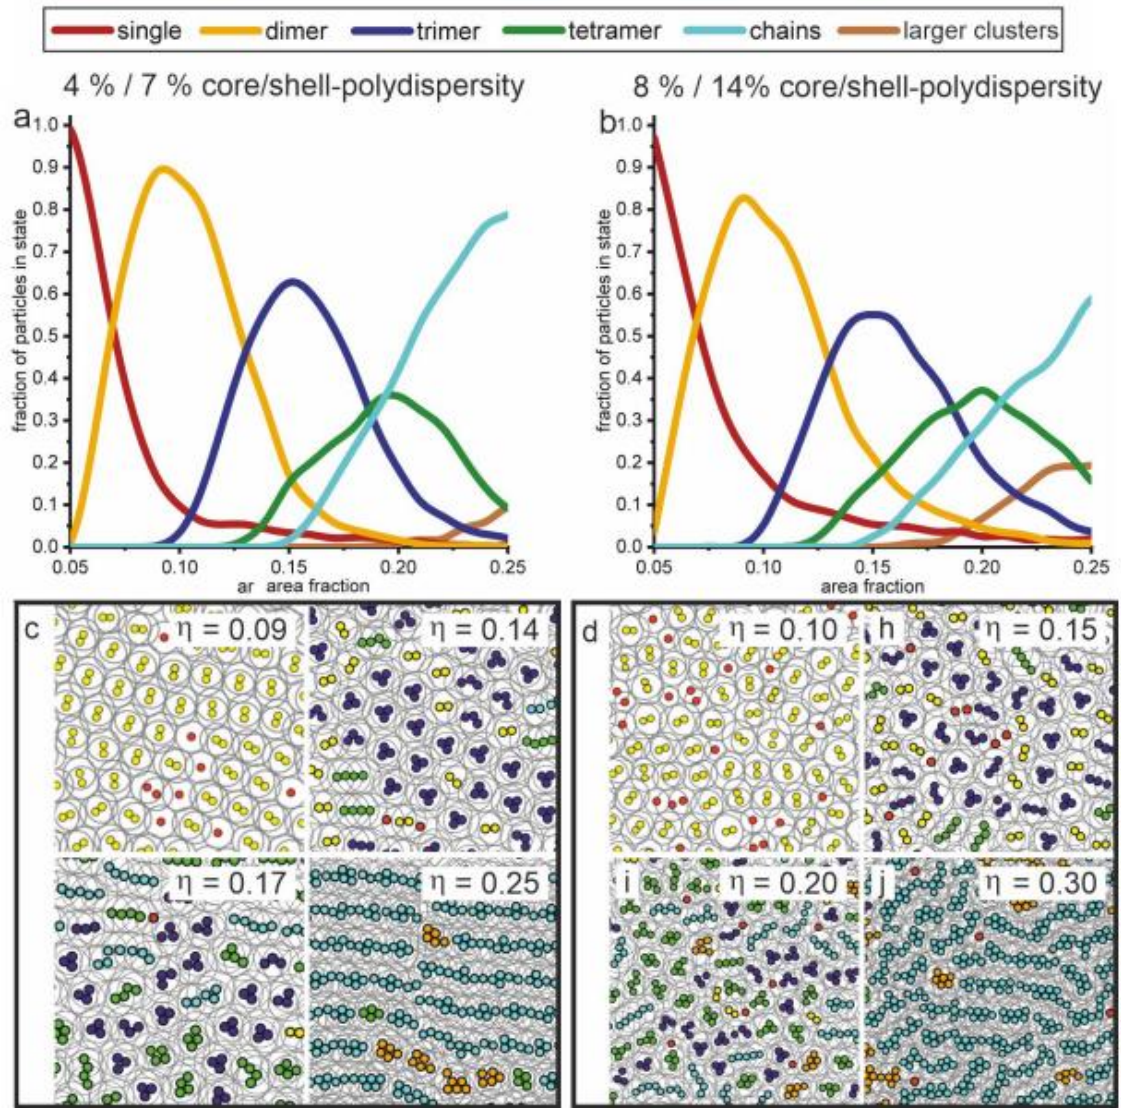 single dimer trimer tetramer chains larger clusters
4 % / 7 % core/shell-polydispersity
8 % / 14% core/shell-polydispersity
a
fraction of particles in state
1.0
0.9
0.8
0.7
0.6
0.5
0.4
0.3
0.2
0.1
0.0
0.05 0.10 0.15 0.20 0.25
ar area fraction
b
fraction of particles in state
1.0
0.9
0.8
0.7
0.6
0.5
0.4
0.3
0.2
0.1
0.0
0.05 0.10 0.15 0.20 0.25
area fraction
c
η = 0.09
η = 0.14
η = 0.17
η = 0.25
d
η = 0.10
h
η = 0.15
i
η = 0.20
j
η = 0.30